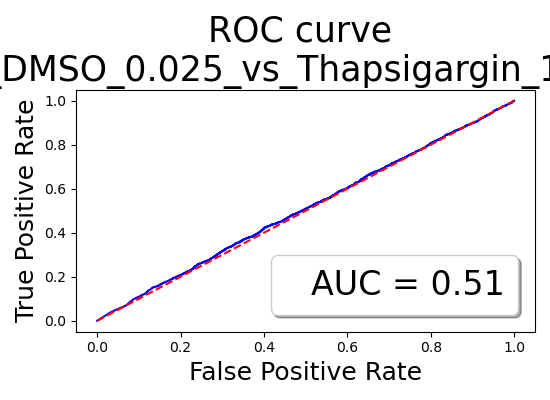 ROC curve
_DMSO_0.025_vs_Thapsigargin_1
True Positive Rate
1.0
0.8
0.6
0.4
0.2
0.0
AUC = 0.51
0.0 0.2 0.4 0.6 0.8 1.0
False Positive Rate